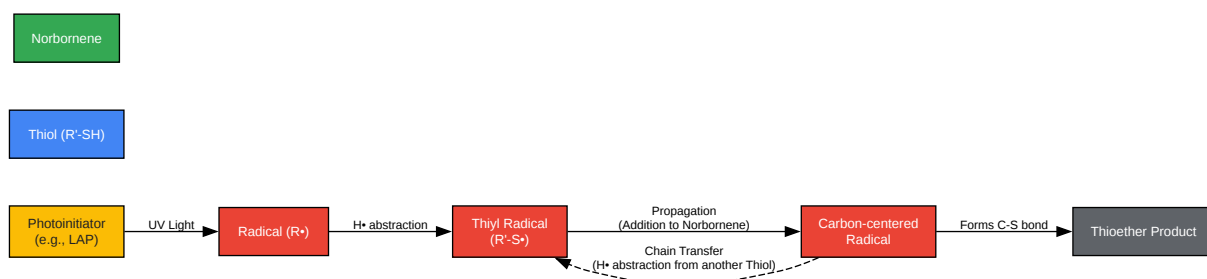 Norbornene
Thiol (R'-SH)
Photoinitiator
(e.g., LAP)
UV Light
Radical (R•)
H• abstraction
Thiyl Radical
(R'-S•)
Propagation
(Addition to Norbornene)
Chain Transfer
(H• abstraction from another Thiol)
Carbon-centered
Radical
Forms C-S bond
Thioether Product